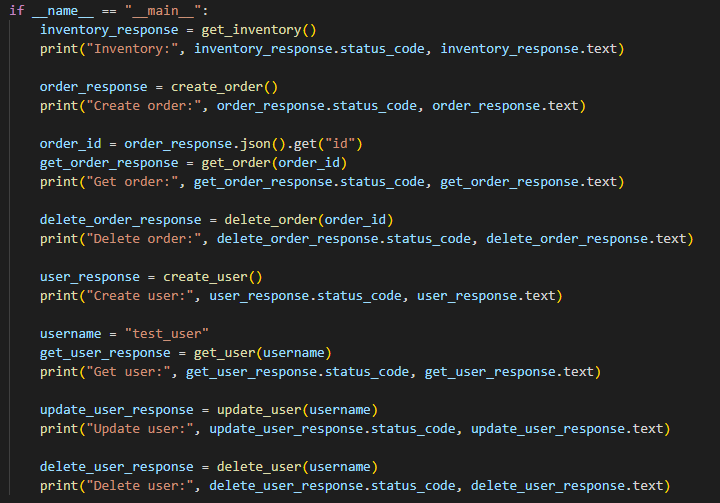 if __name__ == "__main__":
    inventory_response = get_inventory()
    print("Inventory:", inventory_response.status_code, inventory_response.text)

    order_response = create_order()
    print("Create order:", order_response.status_code, order_response.text)

    order_id = order_response.json().get("id")
    get_order_response = get_order(order_id)
    print("Get order:", get_order_response.status_code, get_order_response.text)

    delete_order_response = delete_order(order_id)
    print("Delete order:", delete_order_response.status_code, delete_order_response.text)

    user_response = create_user()
    print("Create user:", user_response.status_code, user_response.text)

    username = "test_user"
    get_user_response = get_user(username)
    print("Get user:", get_user_response.status_code, get_user_response.text)

    update_user_response = update_user(username)
    print("Update user:", update_user_response.status_code, update_user_response.text)

    delete_user_response = delete_user(username)
    print("Delete user:", delete_user_response.status_code, delete_user_response.text)